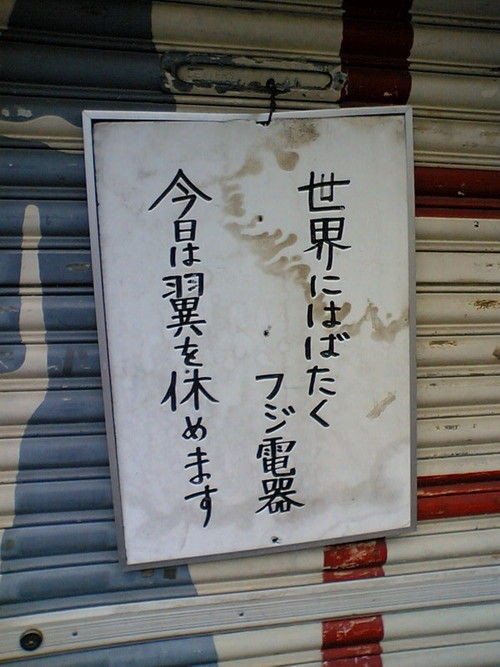 世界にはばたく
フジ電器
今日は翼を休めます